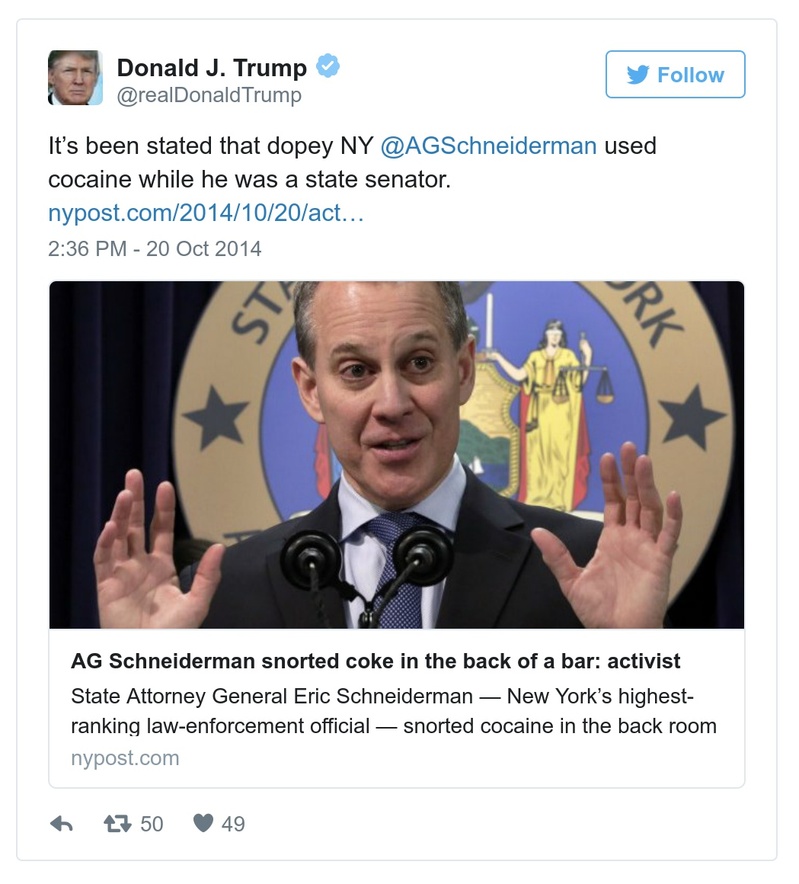 Donald J. Trump
@realDonaldTrump
Follow
It’s been stated that dopey NY @AGSchneiderman used
cocaine while he was a state senator.
nypost.com/2014/10/20/act…
2:36 PM - 20 Oct 2014
AG Schneiderman snorted coke in the back of a bar: activist
State Attorney General Eric Schneiderman — New York’s highest-
ranking law-enforcement official — snorted cocaine in the back room
nypost.com
50
49